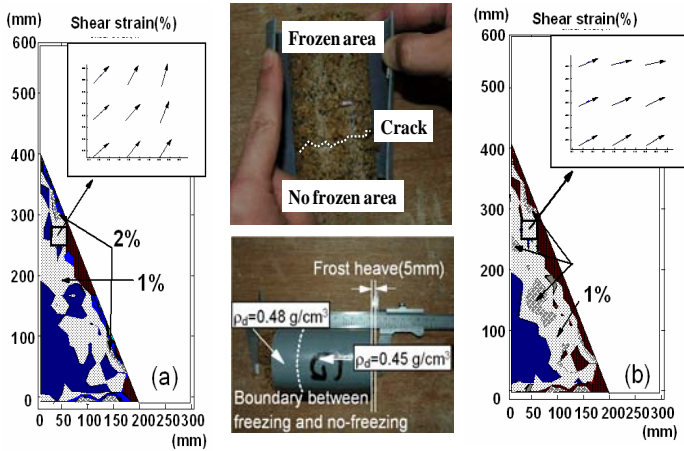 (mm)
Shear strain(%)
600
500
400
300
200
100
0
2%
1%
(a)
0 50 100 150 200 300
(mm)
Frozen area
Crack
No frozen area
Frost heave(5mm)
ρd=0.48 g/cm³
ρd=0.45 g/cm³
Boundary between
freezing and no-freezing
(mm)
Shear strain(%)
600
500
400
300
200
100
0
1%
(b)
0 50 100 150 200 300
(mm)